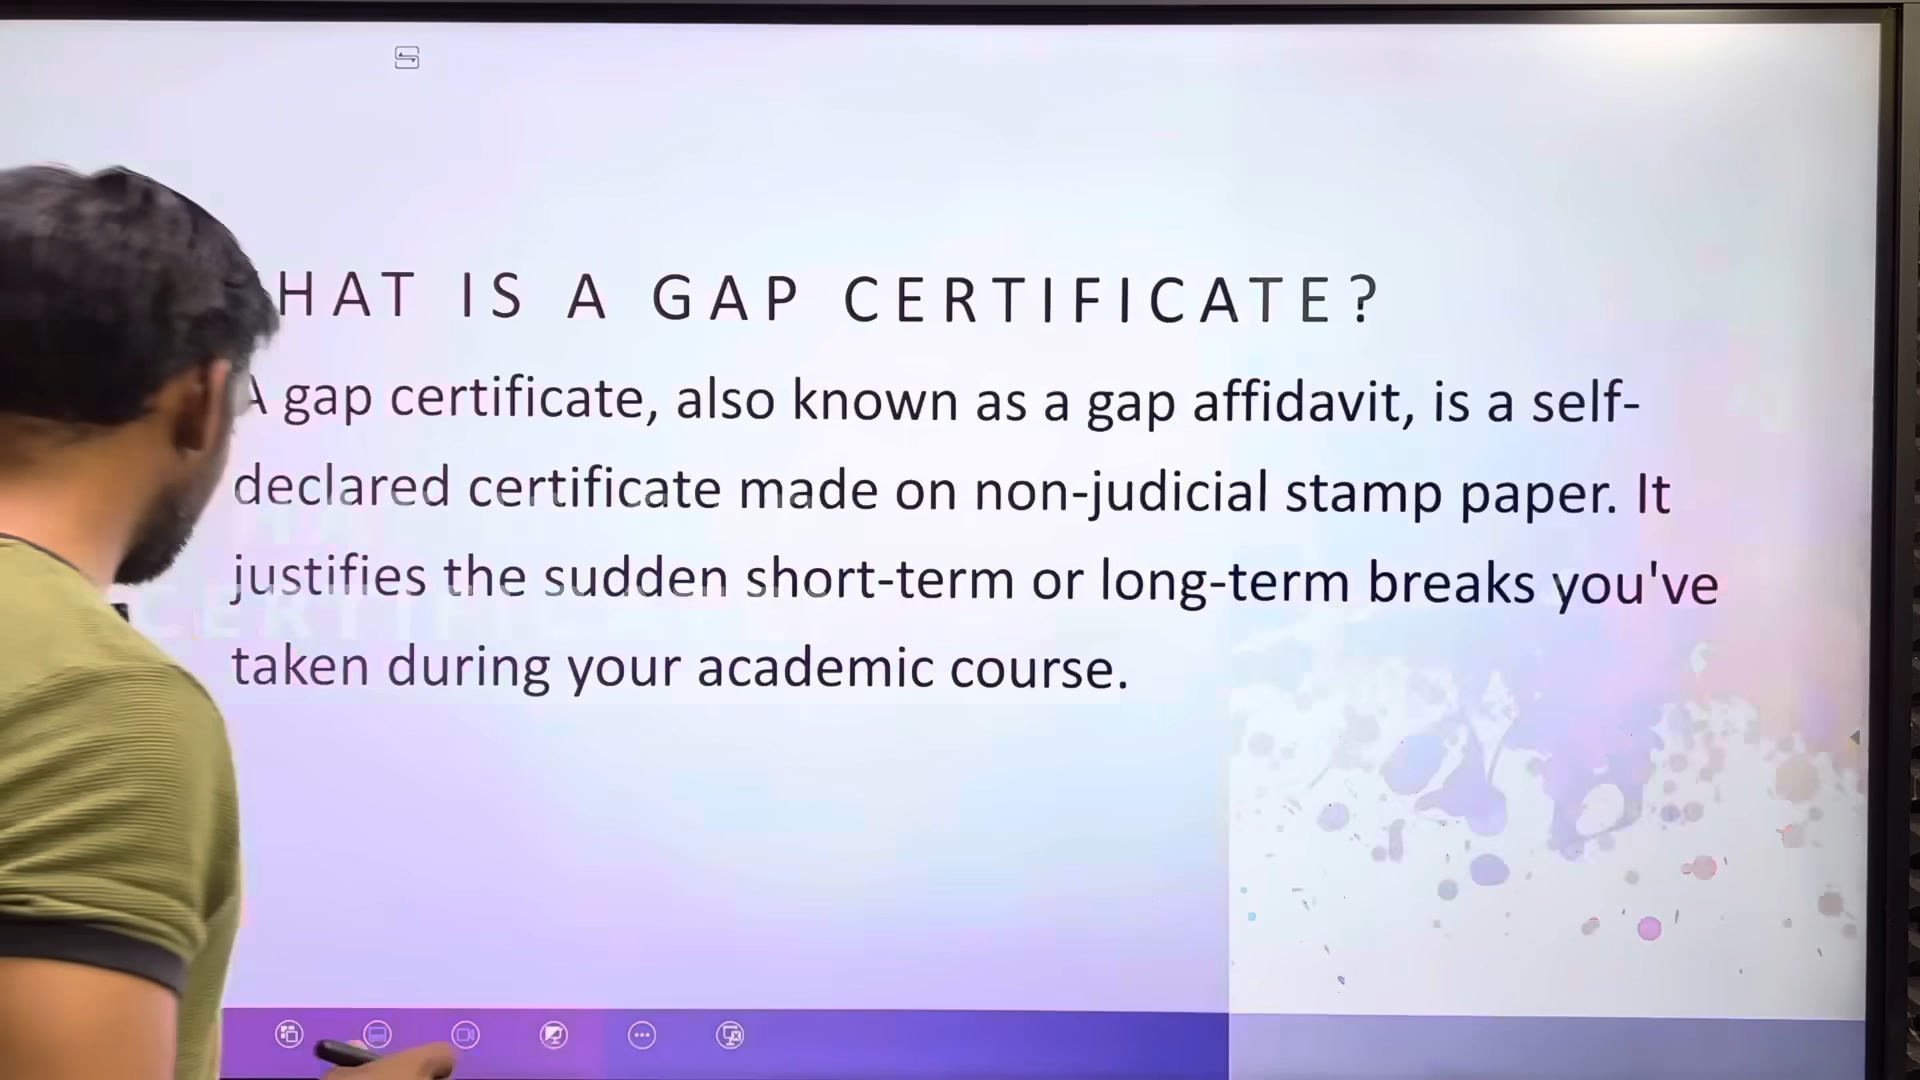 HAT IS A GAP CERTIFICATE?
A gap certificate, also known as a gap affidavit, is a self-
declared certificate made on non-judicial stamp paper. It
justifies the sudden short-term or long-term breaks you've
taken during your academic course.